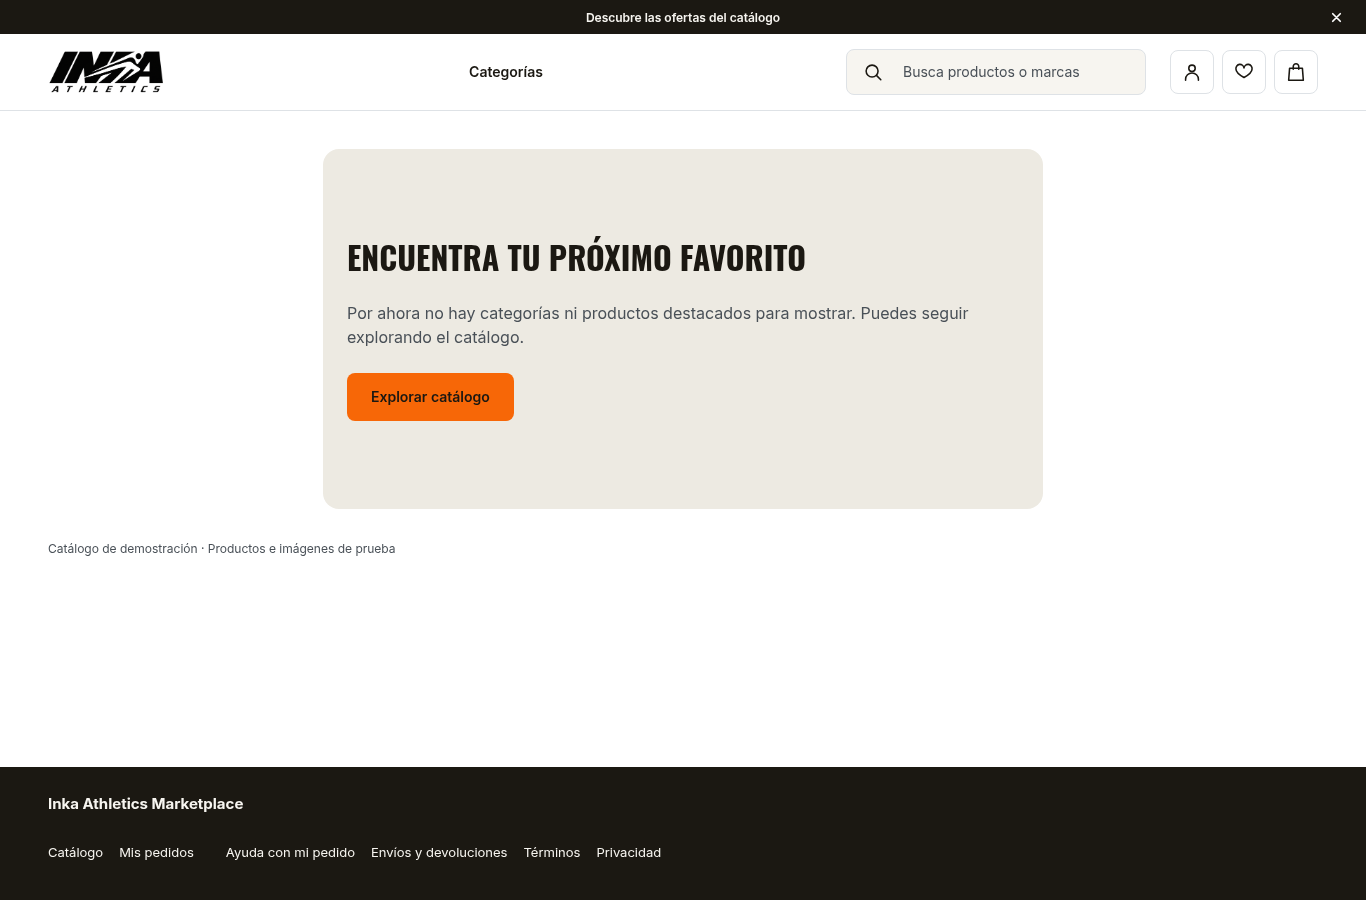 Descubre las ofertas del catálogo
INKA
ATHLETICS
Categorías
Busca productos o marcas
ENCUENTRA TU PRÓXIMO FAVORITO
Por ahora no hay categorías ni productos destacados para mostrar. Puedes seguir
explorando el catálogo.
Explorar catálogo
Catálogo de demostración · Productos e imágenes de prueba
Inka Athletics Marketplace
Catálogo Mis pedidos Ayuda con mi pedido Envíos y devoluciones Términos Privacidad